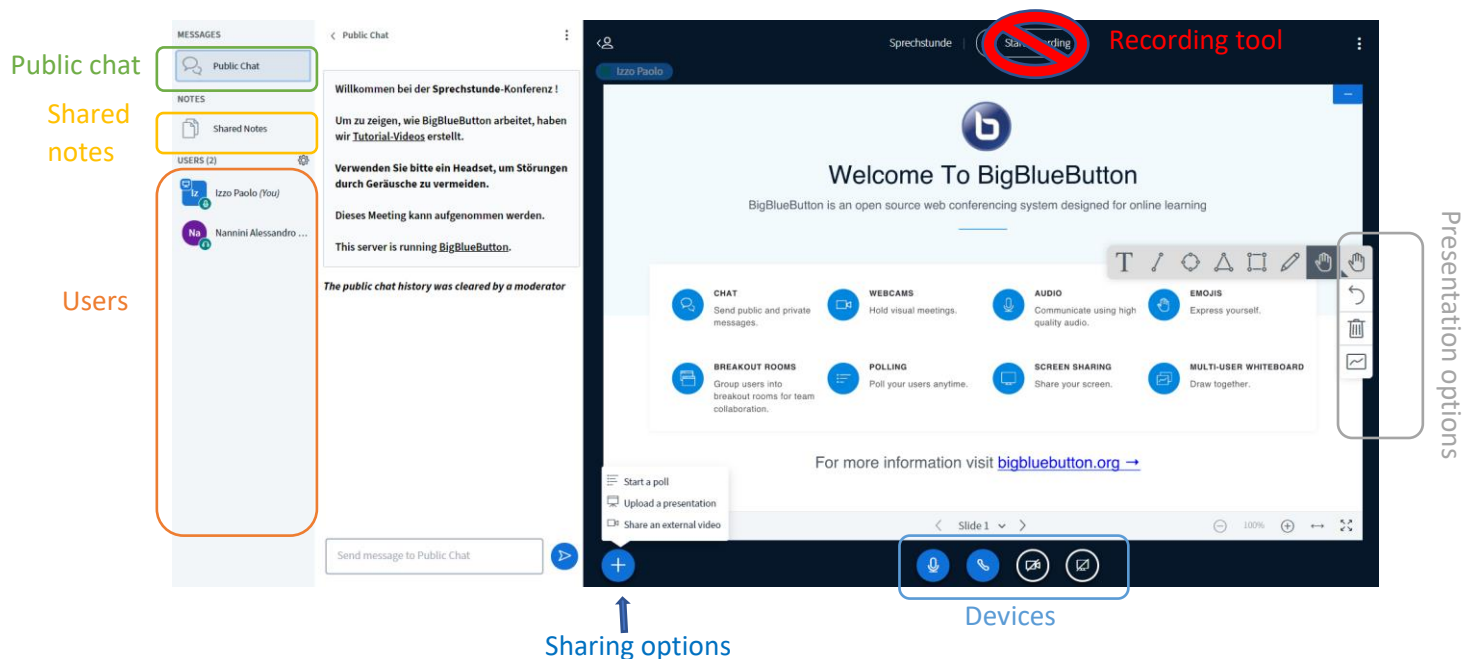 Public chat
Shared
notes
Users
MESSAGES
Public Chat
NOTES
Shared Notes
USERS (2)
Iz
Izzo Paolo (You)
Na
Nannini Alessandro ...
Public Chat
Willkommen bei der Sprechstunde-Konferenz !
Um zu zeigen, wie BigBlueButton arbeitet, haben
wir Tutorial-Videos erstellt.
Verwenden Sie bitte ein Headset, um Störungen
durch Geräusche zu vermeiden.
Dieses Meeting kann aufgenommen werden.
This server is running BigBlueButton.
The public chat history was cleared by a moderator
Send message to Public Chat
Sprechstunde
Recording tool
Izzo Paolo
b
Welcome To BigBlueButton
BigBlueButton is an open source web conferencing system designed for online learning
T
CHAT
Send public and private
messages.
WEBCAMS
Hold visual meetings.
AUDIO
Communicate using high
quality audio.
EMOJIS
Express yourself.
BREAKOUT ROOMS
Group users into
breakout rooms for team
collaboration.
POLLING
Poll your users anytime.
SCREEN SHARING
Share your screen.
MULTI-USER WHITEBOARD
Draw together.
For more information visit bigbluebutton.org →
Start a poll
Upload a presentation
Share an external video
Slide 1
100%
Presentation options
Devices
Sharing options